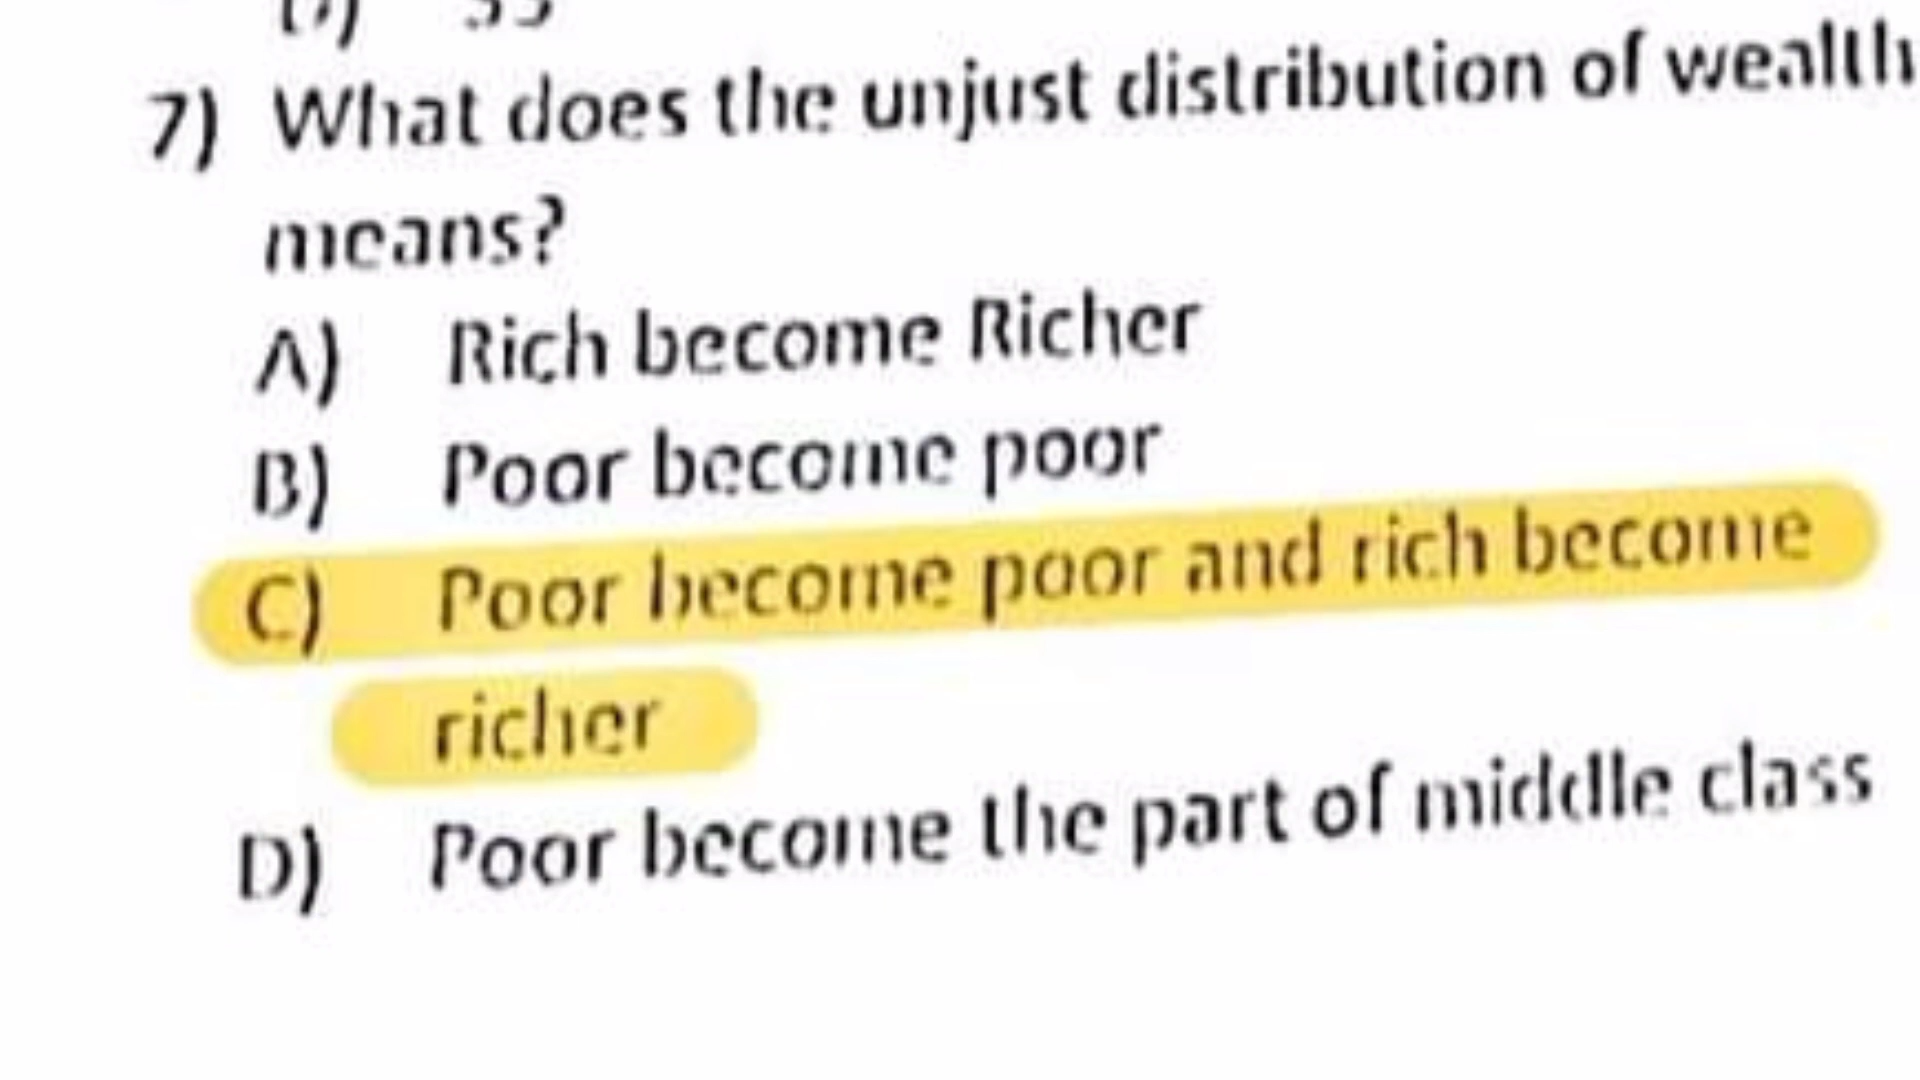 7) What does the unjust distribution of wealth
means?
A) Rich become Richer
B) Poor become poor
C) Poor become poor and rich become
richer
D) Poor become the part of middle class